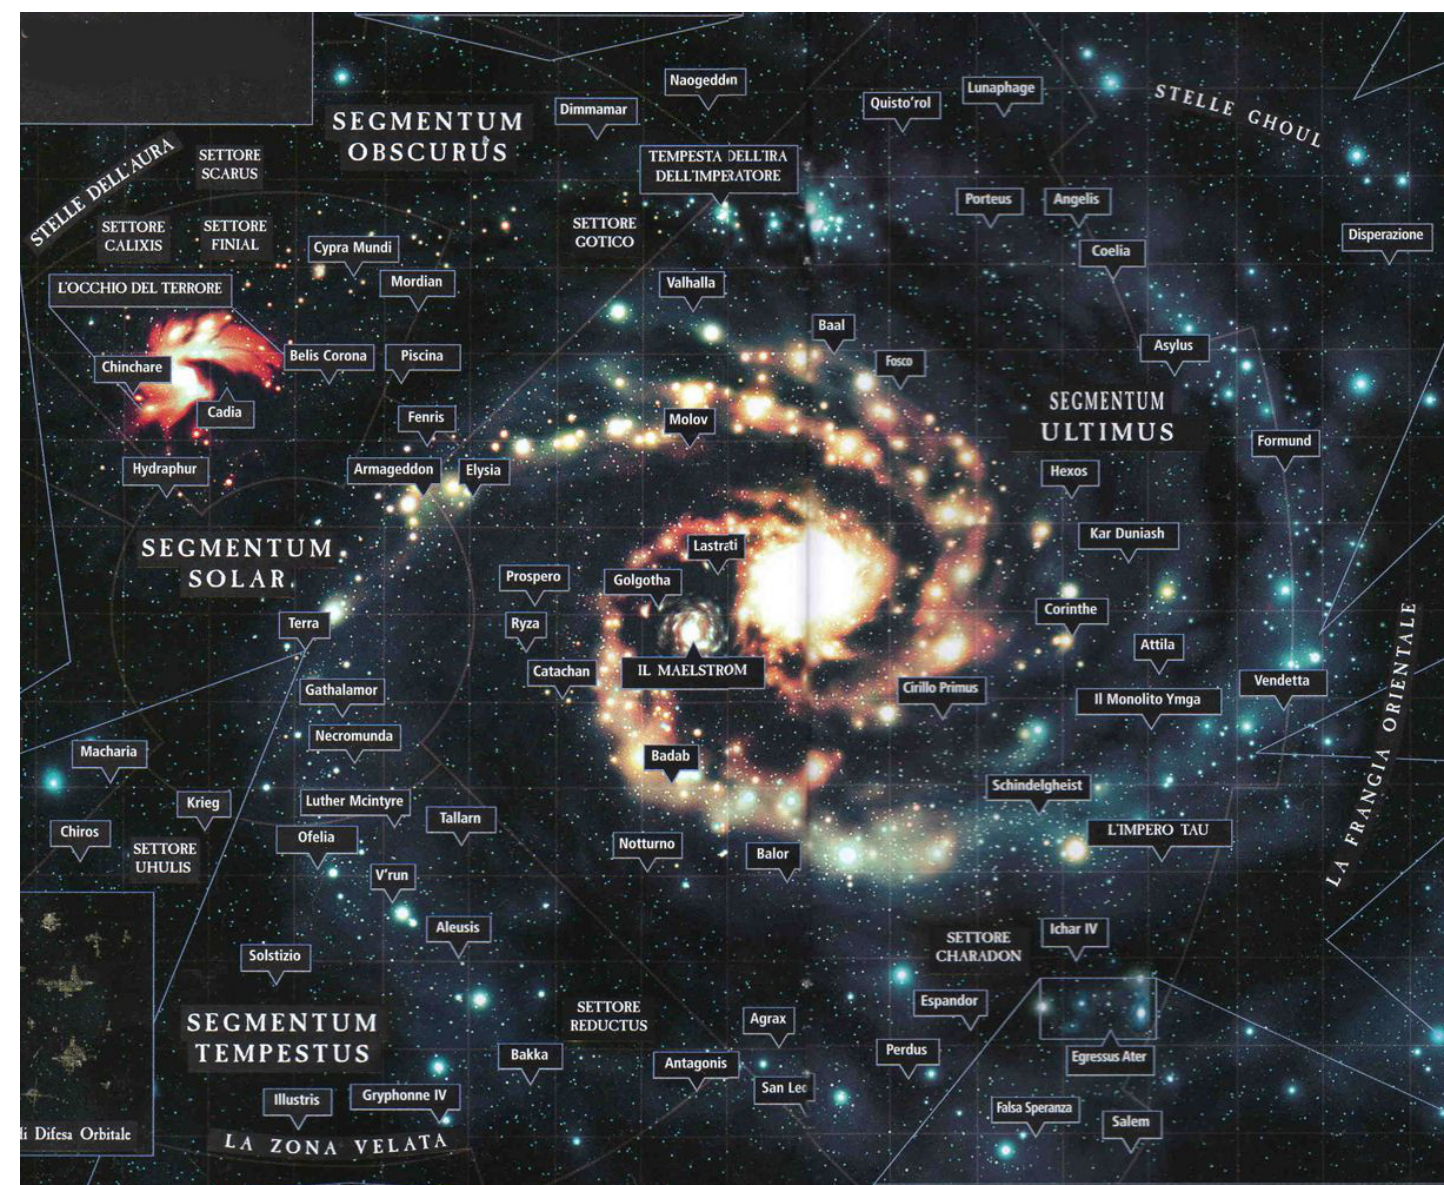 Naogeddon
Lunaphage
Dimmamar
Quisto'rol
STELLE GHOUL
SEGMENTUM
OBSCURUS
STELLE DELL'AURA
SETTORE
SCARUS
TEMPESTA DELL'IRA
DELL'IMPERATORE
Porteus
Angelis
SETTORE
CALIXIS
SETTORE
FINIAL
SETTORE
GOTICO
Disperazione
Cypra Mundi
Coelia
Mordian
Valhalla
L'OCCHIO DEL TERRORE
Baal
Asylus
Belis Corona
Piscina
Fosco
Chinchare
Cadia
SEGMENTUM
ULTIMUS
Fenris
Molov
Formund
Hydraphur
Armageddon
Elysia
Hexos
Kar Duniash
SEGMENTUM
SOLAR
Lastrati
Prospero
Golgotha
Corinthe
Terra
Ryza
Attila
Catachan
IL MAELSTROM
Vendetta
Gathalamor
Cirillo Primus
Il Monolito Ymga
LA FRANGIA ORIENTALE
Necromunda
Macharia
Badab
Schindelgheist
Krieg
Luther Mcintyre
Tallarn
Chiros
Ofelia
L'IMPERO TAU
SETTORE
UHULIS
Notturno
Balor
V'run
Aleusis
Ichar IV
SETTORE
CHARADON
Solstizio
SEGMENTUM
TEMPESTUS
SETTORE
REDUCTUS
Agrax
Espandor
Bakka
Antagonis
Perdus
Egressus Ater
San Leo
Illustris
Gryphonne IV
Falsa Speranza
Salem
di Difesa Orbitale
LA ZONA VELATA